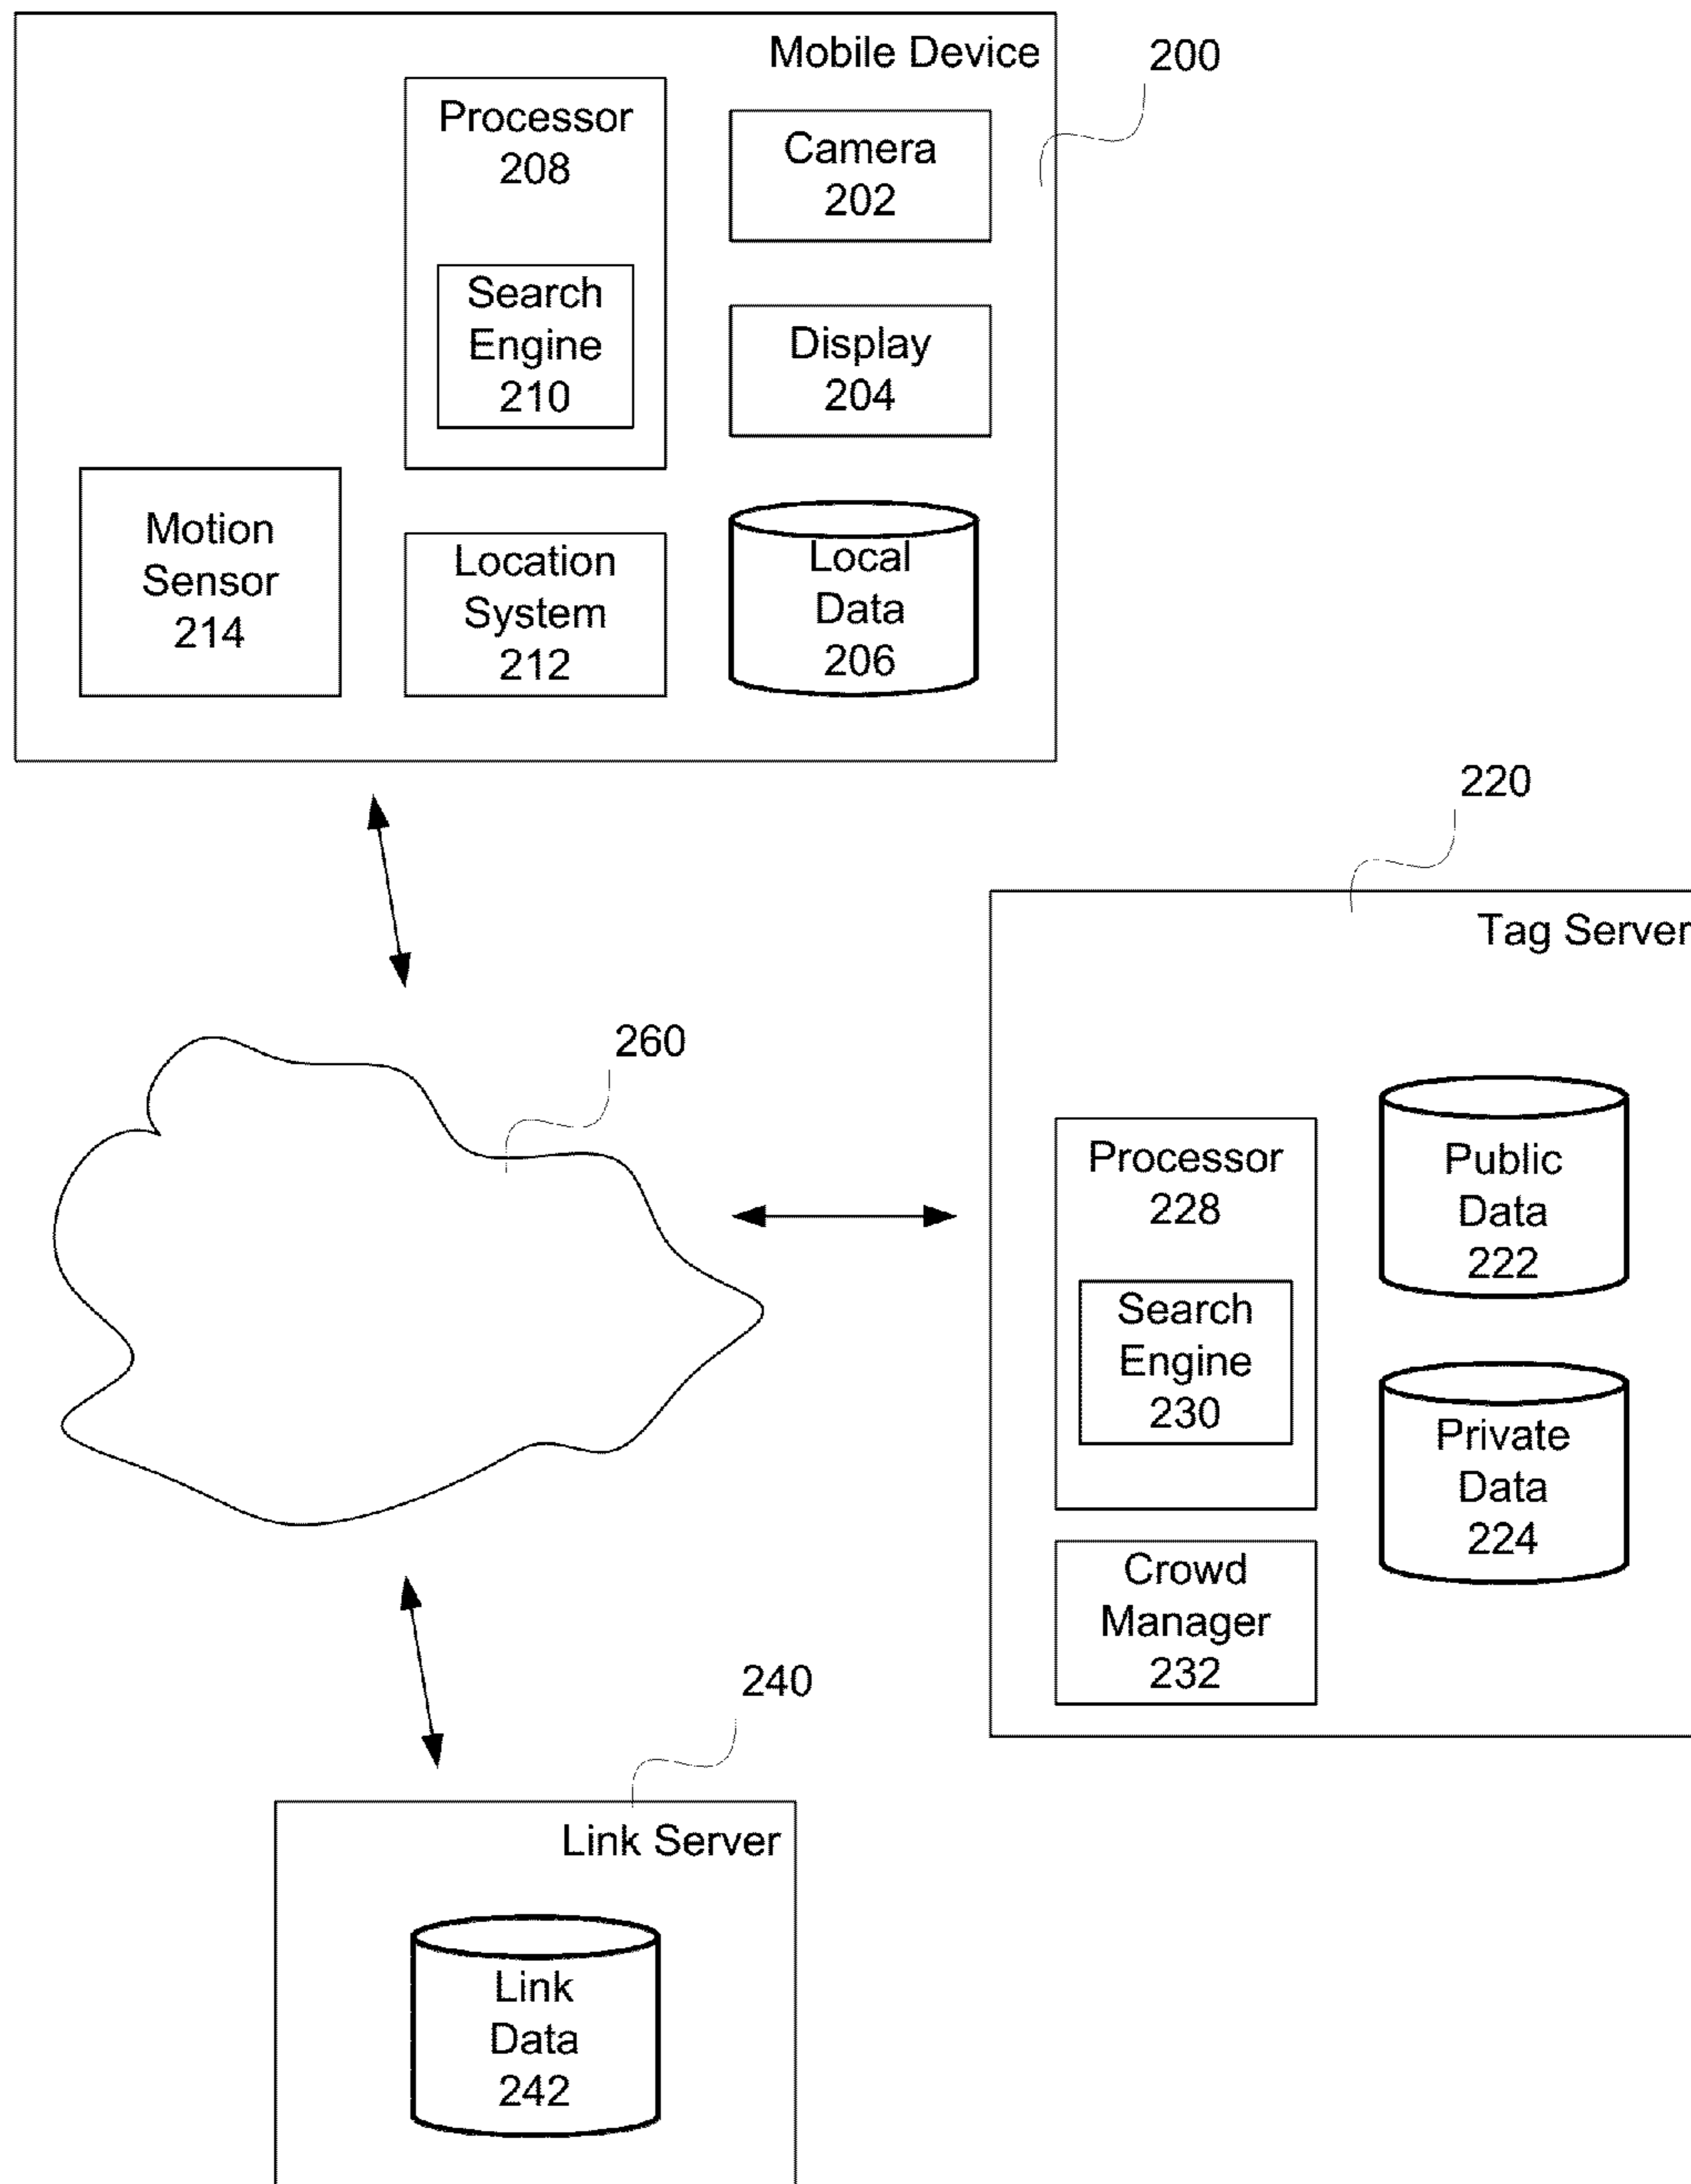 Mobile Device
200
Processor
208
Search
Engine
210
Camera
202
Display
204
Motion
Sensor
214
Location
System
212
Local
Data
206
220
Tag Server
260
Processor
228
Search
Engine
230
Public
Data
222
Private
Data
224
Crowd
Manager
232
240
Link Server
Link
Data
242